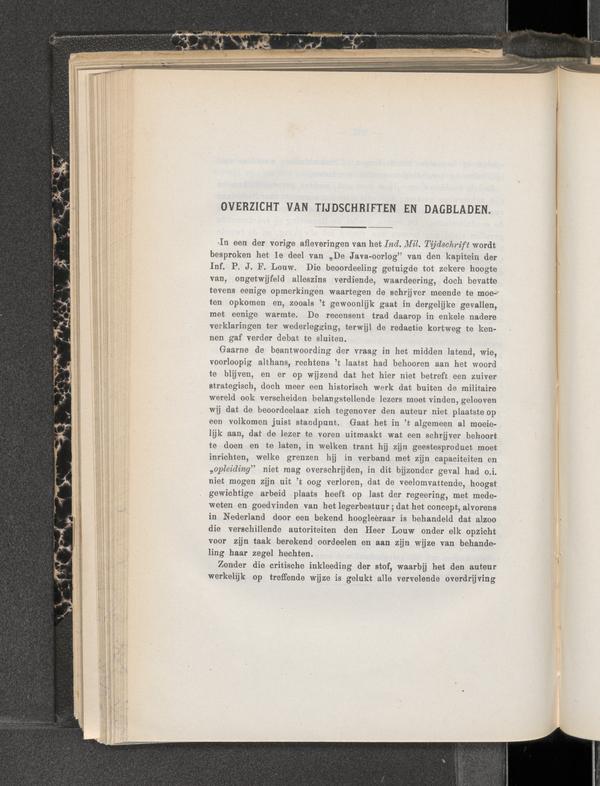 OVERZICHT VAN TIJDSCHRIFTEN EN DAGBLADEN.
In een der vorige afleveringen van het Ind. Mil. Tijdschrift wordt
besproken het 1e deel van „De Java-oorlog” van den kapitein der
Inf. P. J. F. Louw. Die beoordeeling getuigde tot zekere hoogte
van, ongetwijfeld alleszins verdiende, waardeering, doch bevatte
tevens eenige opmerkingen waartegen de schrijver meende te moe-
ten opkomen en, zooals 't gewoonlijk gaat in dergelijke gevallen,
met eenige warmte. De recensent trad daarop in enkele nadere
verklaringen ter wederlegging, terwijl de redactie kortweg te ken-
nen gaf verder debat te sluiten.
Gaarne de beantwoording der vraag in het midden latend, wie,
voorloopig althans, rechtens 't laatst had behooren aan het woord
te blijven, en er op wijzend dat het hier niet betreft een zuiver
strategisch, doch meer een historisch werk dat buiten de militaire
wereld ook verscheiden belangstellende lezers moet vinden, gelooven
wij dat de beoordeelaar zich tegenover den auteur niet plaatste op
een volkomen juist standpunt. Gaat het in 't algemeen al moeie-
lijk aan, dat de lezer te voren uitmaakt wat een schrijver behoort
te doen en te laten, in welken trant hij zijn geestesproduct moet
inrichten, welke grenzen hij in verband met zijn capaciteiten en
„opleiding” niet mag overschrijden, in dit bijzonder geval had o.i.
niet mogen zijn uit 't oog verloren, dat de veelomvattende, hoogst
gewichtige arbeid plaats heeft op last der regeering, met mede-
weten en goedvinden van het legerbestuur; dat het concept, alvorens
in Nederland door een bekend hoogleeraar is behandeld dat alzoo
die verschillende autoriteiten den Heer Louw onder elk opzicht
voor zijn taak berekend oordeelen en aan zijn wijze van behande-
ling haar zegel hechten.
Zonder die critische inkleeding der stof, waarbij het den auteur
werkelijk op treffende wijze is gelukt alle vervelende overdrijving